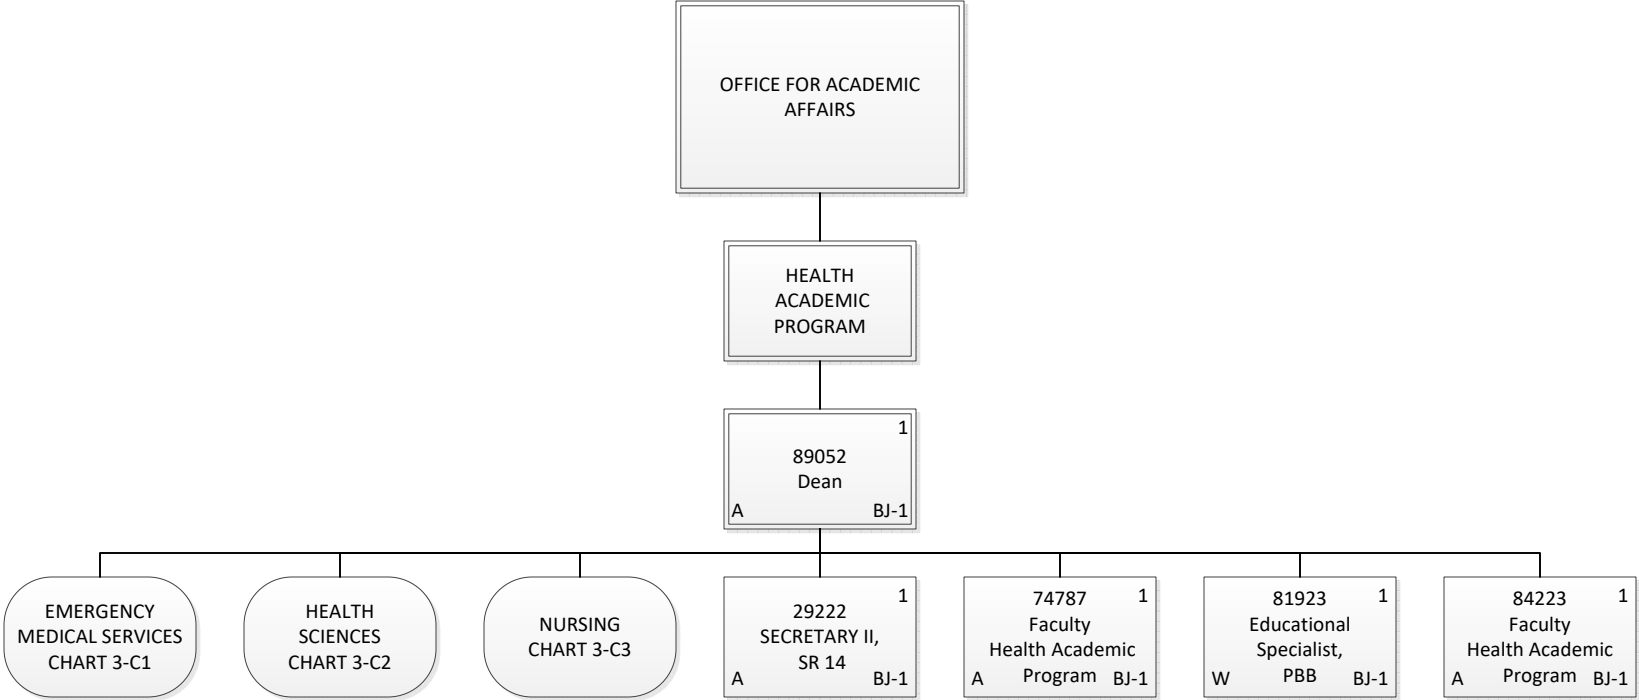 OFFICE FOR ACADEMIC
AFFAIRS
HEALTH
ACADEMIC
PROGRAM
1
89052
Dean
A BJ-1
EMERGENCY
MEDICAL SERVICES
CHART 3-C1
HEALTH
SCIENCES
CHART 3-C2
NURSING
CHART 3-C3
1
29222
SECRETARY II,
SR 14
A BJ-1
74787 1
Faculty
Health Academic
A Program BJ-1
81923 1
Educational
Specialist,
W PBB BJ-1
84223 1
Faculty
Health Academic
A Program BJ-1